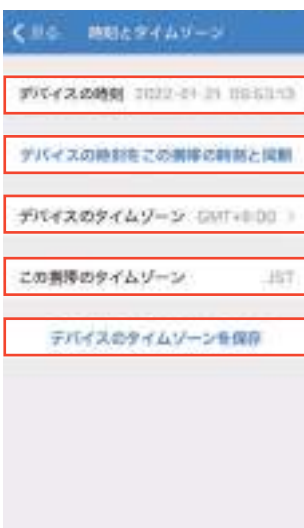 戻る 時刻とタイムゾーン
デバイスの時刻 2022-01-21
デバイスの時刻をこの携帯の時刻と同期
デバイスのタイムゾーン GMT+9:00
この携帯のタイムゾーン JST
デバイスのタイムゾーンを保存